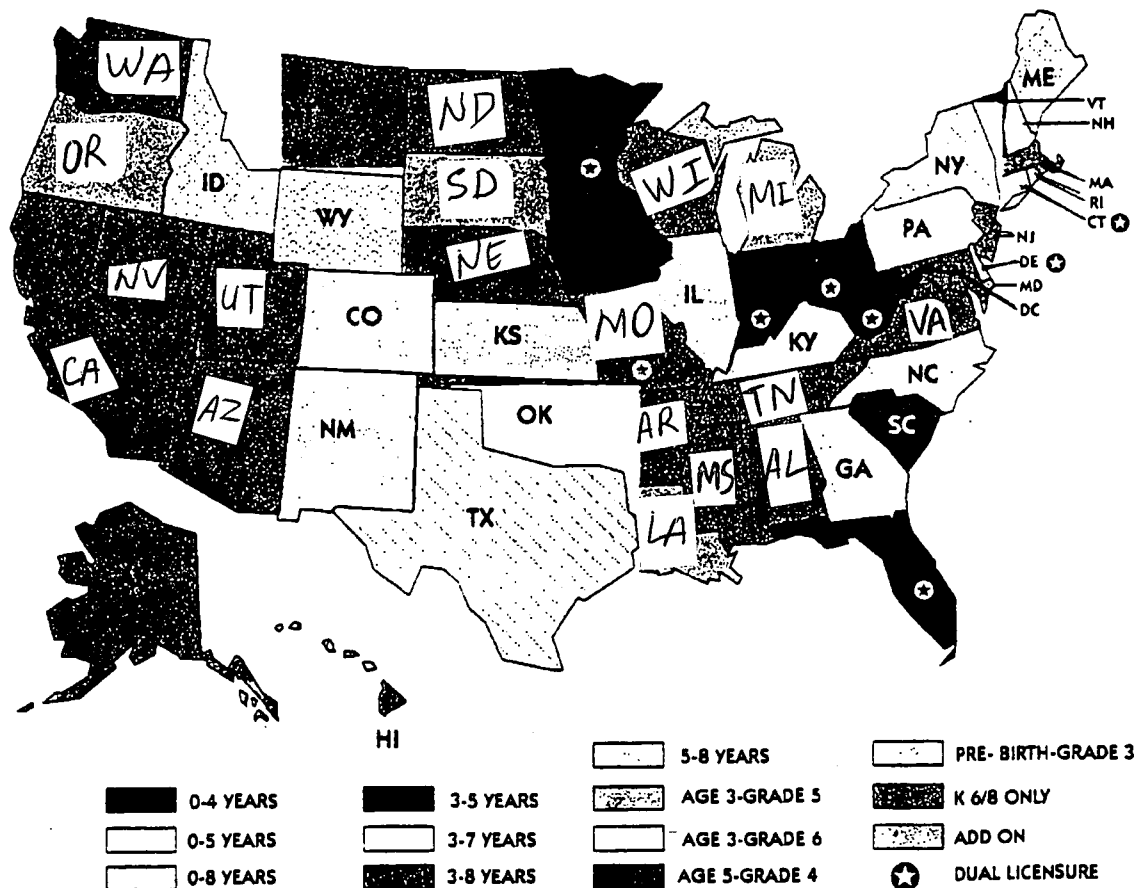 WA
ND
ME
VT
NH
OR
ID
SD
WI
MI
NY
MA
RI
CT
WY
PA
NJ
DE
MD
DC
NV
UT
NE
CO
IL
MO
KS
KY
VA
CA
AZ
NC
TN
OK
AR
SC
NM
MS
AL
GA
TX
LA
HI
5-8 YEARS
PRE-BIRTH-GRADE 3
0-4 YEARS
3-5 YEARS
AGE 3-GRADE 5
K 6/8 ONLY
0-5 YEARS
3-7 YEARS
AGE 3-GRADE 6
ADD ON
0-8 YEARS
3-8 YEARS
AGE 5-GRADE 4
DUAL LICENSURE